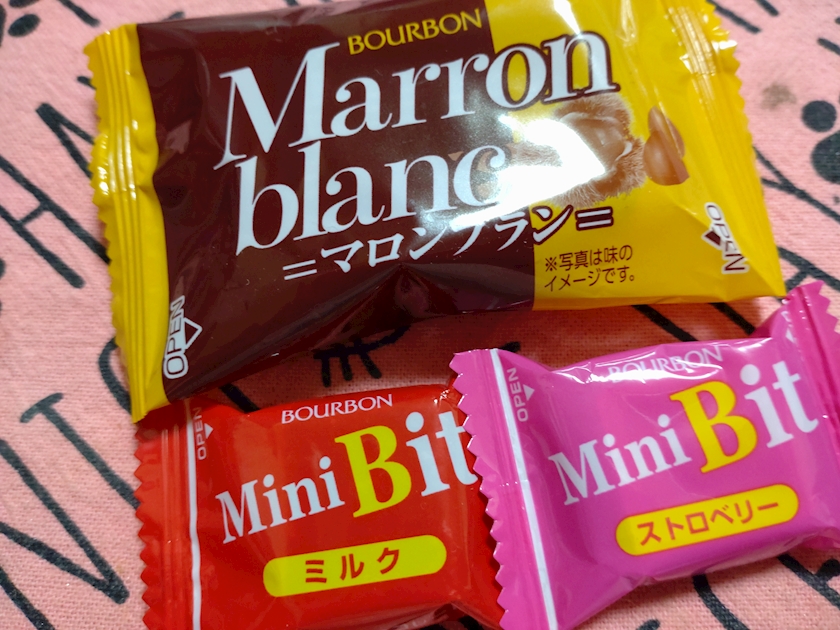 BOURBON
Marron
blanc
=マロンブラン=
※写真は味の
イメージです。
OPEN
OPEN
BOURBON
OPEN
Mini Bit
ミルク
BOURBON
OPEN
Mini Bit
ストロベリー